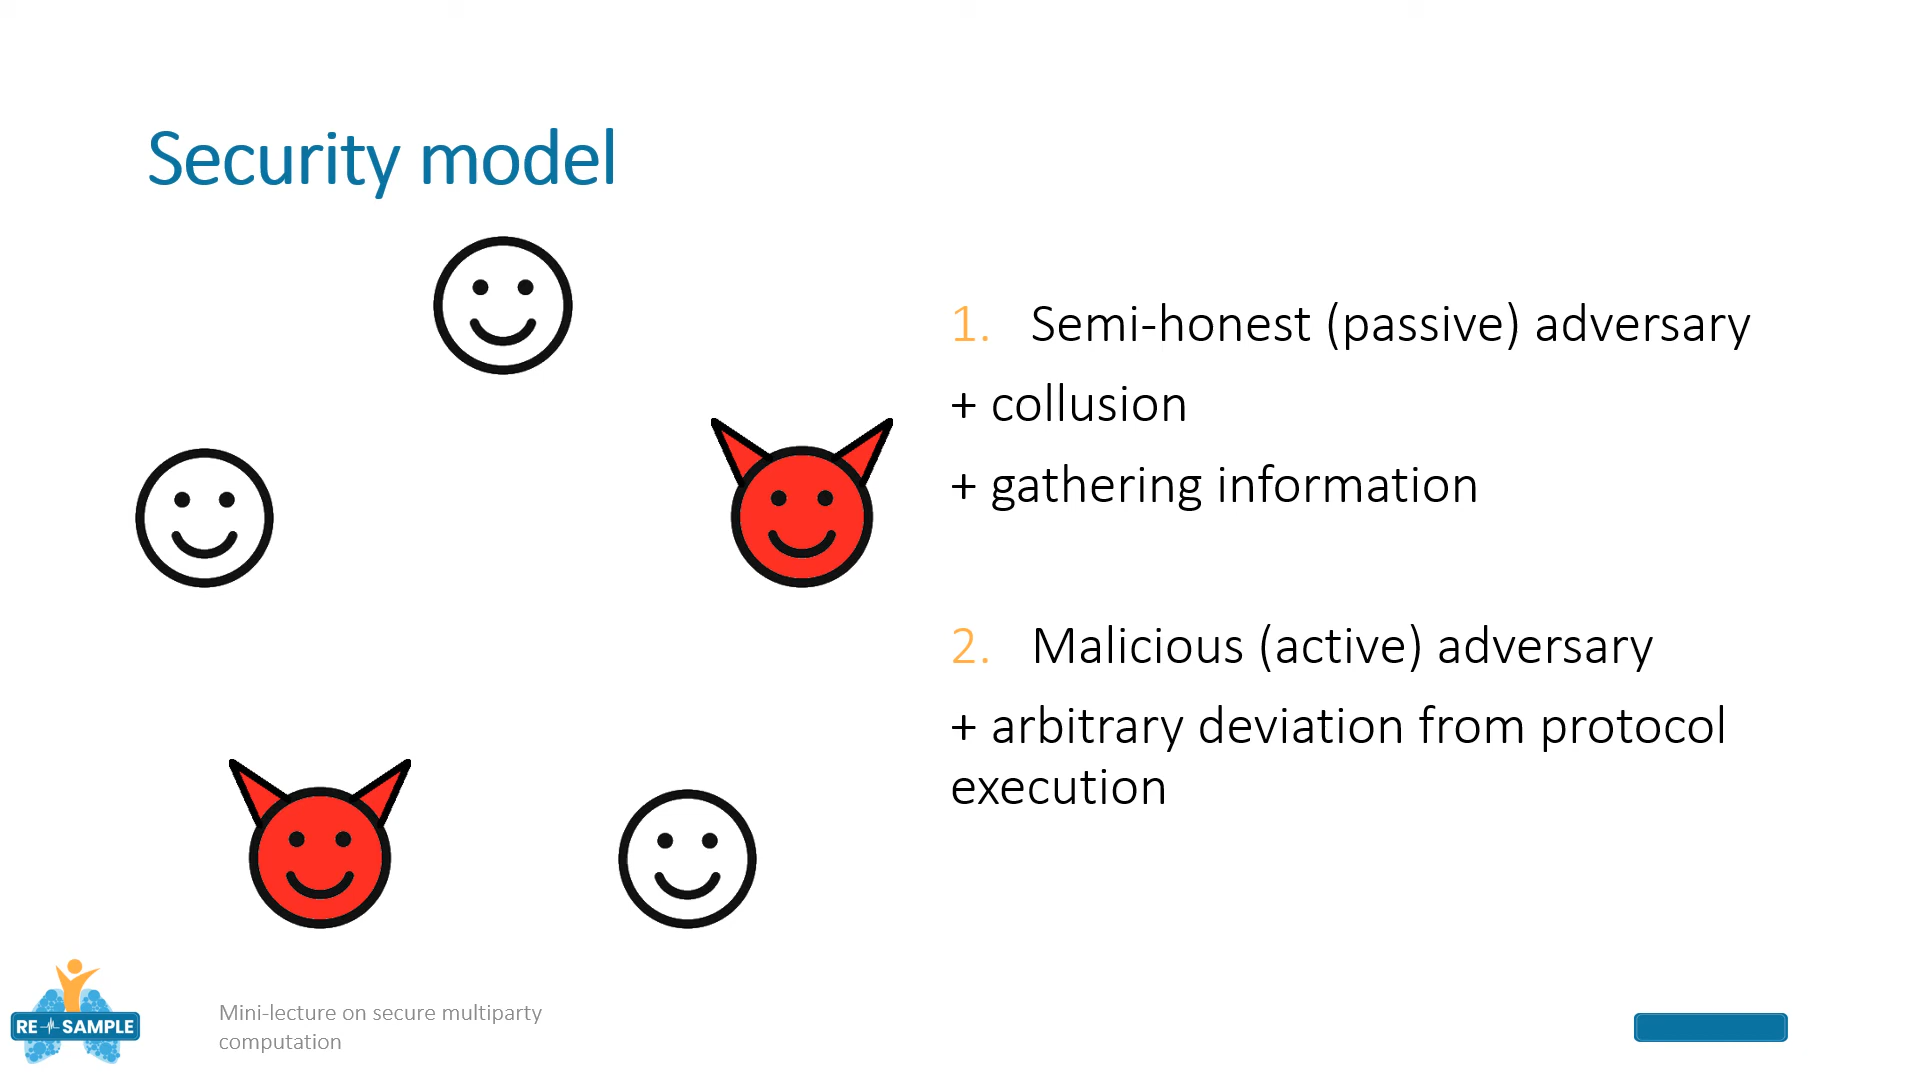 Security model
1. Semi-honest (passive) adversary
+ collusion
+ gathering information
2. Malicious (active) adversary
+ arbitrary deviation from protocol
execution
RE SAMPLE
Mini-lecture on secure multiparty
computation